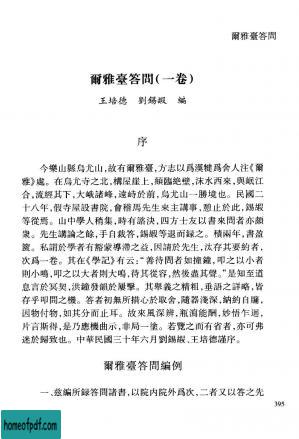 爾雅臺答問
爾雅臺答問(一卷)
王培德　劉錫嘏　編
序
今樂山縣烏尤山,故有爾雅臺,方志以爲漢犍爲舍人注《爾
雅》處。在烏尤寺之北,構屋崖上,頫臨絶壁,沫水西來,與岷江
合,流經其下,大峨諸峰,遠峙於前,烏尤山一勝境也。民國二
十八年,假寺屋設書院,會稽馬先生來主講事,憩止於此,錫嘏
等從焉。山中學人稍集,時有諮決,四方士友以書來問者亦頗
衆。先生講論之餘,手自裁答,錫嘏等退而録之。積兩年,書盈
篋。私謂於學者有豁蒙導滯之益,因請於先生,汰存其要約者,
次爲一卷。其在《學記》有云:“善待問者如撞鐘,叩之以小者
則小鳴,叩之以大者則大鳴,待其從容,然後盡其聲。”是知至道
息言於冥契,洪鐘發韻於屢擊。其舉義之精粗,垂語之詳略,皆
存乎叩問之機。答者初無所措心於取舍,隨器淺深,納約自牖,
因物付物,如其分而止耳。故來風深辨,瓶瀉能酬,妙悟乍迴,
片言斯得,是乃應機曲示,非局一塗。若覽之而有省者,亦可弗
迷於歸致也。中華民國三十年六月劉錫嘏、王培德謹序。
爾雅臺答問編例
一、兹編所録答問諸書,以院内院外爲次,二者又以答之先
395
homeofpdf.com